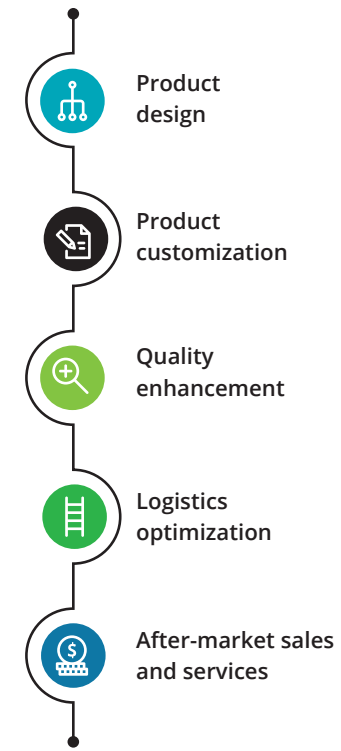 Product
design
Product
customization
Quality
enhancement
Logistics
optimization
$
After-market sales
and services